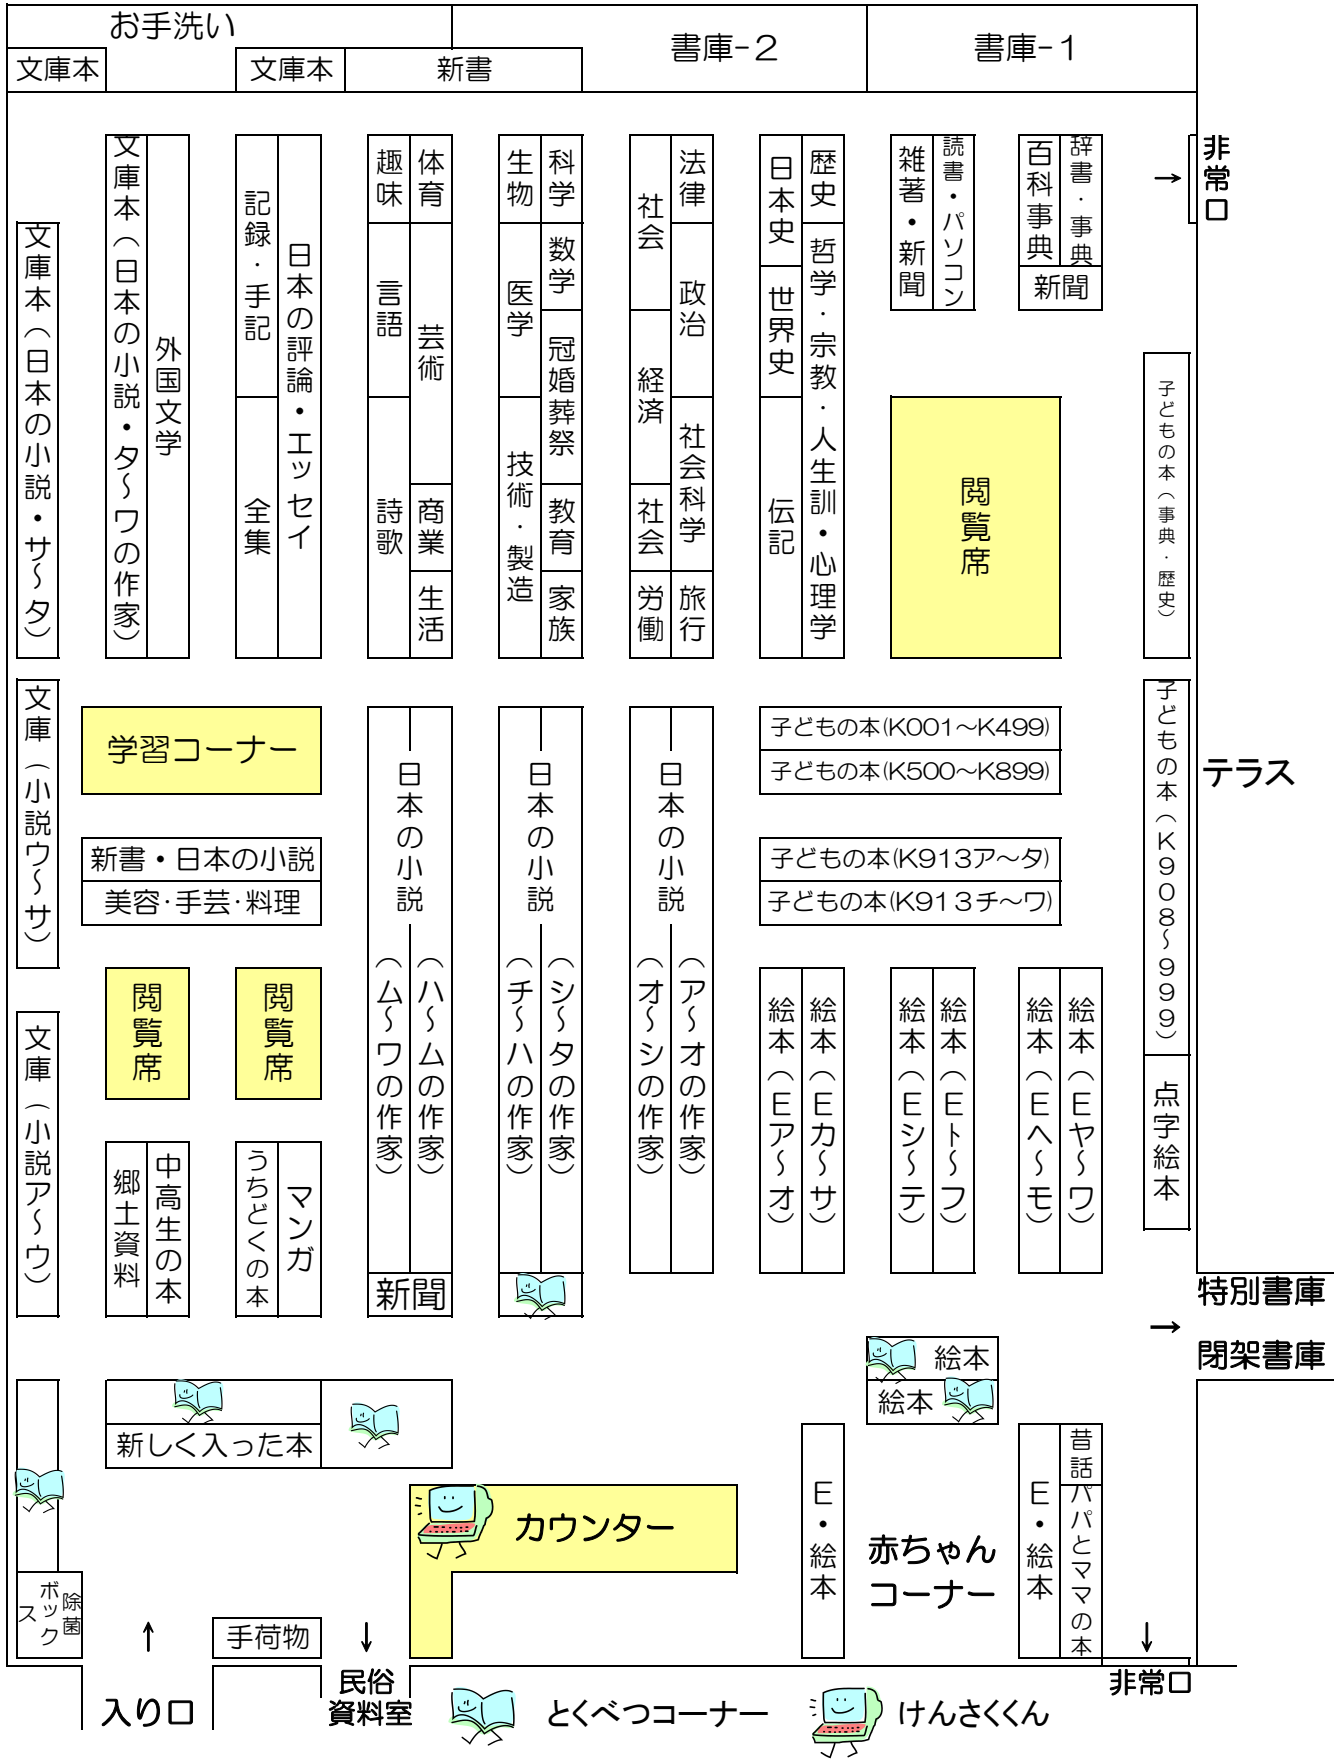 お手洗い
書庫-2
書庫-1
文庫本
文庫本
新書
文庫本（日本の小説・タ～ワの作家）
外国文学
記録・手記
全集
日本の評論・エッセイ
趣味
言語
詩歌
体育
芸術
商業
生活
生物
医学
技術・製造
科学
数学
冠婚葬祭
教育
家族
社会
経済
社会
労働
法律
政治
社会科学
旅行
日本史
世界史
伝記
歴史
哲学・宗教・人生訓・心理学
雑著・新聞
読書・パソコン
百科事典
辞書・事典
新聞
→
非常口
文庫本（日本の小説・サ～タ）
閲覧席
子どもの本（事典・歴史）
文庫（小説ウ～サ）
学習コーナー
新書・日本の小説
美容・手芸・料理
日本の小説
（ム～ワの作家）
（ハ～ムの作家）
日本の小説
（チ～ハの作家）
（シ～タの作家）
日本の小説
（オ～シの作家）
（ア～オの作家）
子どもの本(K001～K499)
子どもの本(K500～K899)
子どもの本(K913ア～タ)
子どもの本(K913チ～ワ)
子どもの本（K908～999）
テラス
閲覧席
閲覧席
文庫（小説ア～ウ）
郷土資料
中高生の本
うちどくの本
マンガ
新聞
絵本（Eア～オ）
絵本（Eカ～サ）
絵本（Eシ～テ）
絵本（Eト～フ）
絵本（Eヘ～モ）
絵本（Eヤ～ワ）
点字絵本
特別書庫
→
閉架書庫
絵本
絵本
新しく入った本
カウンター
E・絵本
赤ちゃん
コーナー
E・絵本
昔話
パパとママの本
除菌
ボック
ス
↑
手荷物
↓
↓
入り口
民俗
資料室
とくべつコーナー
けんさくくん
非常口